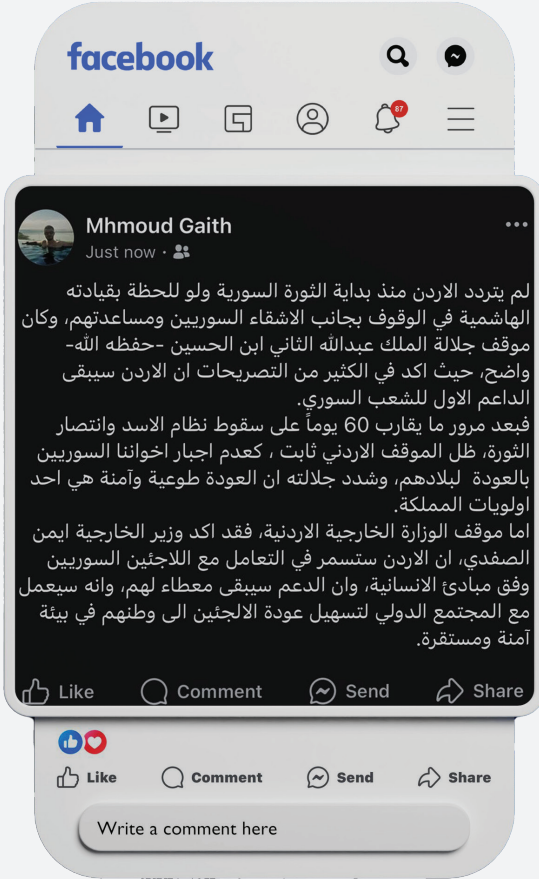 facebook
67
Mhmoud Gaith
Just now
لم يتردد الاردن منذ بداية الثورة السورية ولو للحظة بقيادته
الهاشمية في الوقوف بجانب الاشقاء السوريين ومساعدتهم، وكان
موقف جلالة الملك عبدالله الثاني ابن الحسين -حفظه الله-
واضح، حيث اكد في الكثير من التصريحات ان الاردن سيبقى
الداعم الاول للشعب السوري.
فبعد مرور ما يقارب 60 يوماً على سقوط نظام الاسد وانتصار
الثورة، ظل الموقف الاردني ثابت ، كعدم اجبار اخواننا السوريين
بالعودة لبلادهم، وشدد جلالته ان العودة طوعية وآمنة هي احد
اولويات المملكة.
اما موقف الوزارة الخارجية الاردنية، فقد اكد وزير الخارجية ايمن
الصفدي، ان الاردن ستسمر في التعامل مع اللاجئين السوريين
وفق مبادئ الانسانية، وان الدعم سيبقى معطاء لهم، وانه سيعمل
مع المجتمع الدولي لتسهيل عودة الالجئين الى وطنهم في بيئة
آمنة ومستقرة.
Like Comment Send Share
Like Comment Send Share
Write a comment here